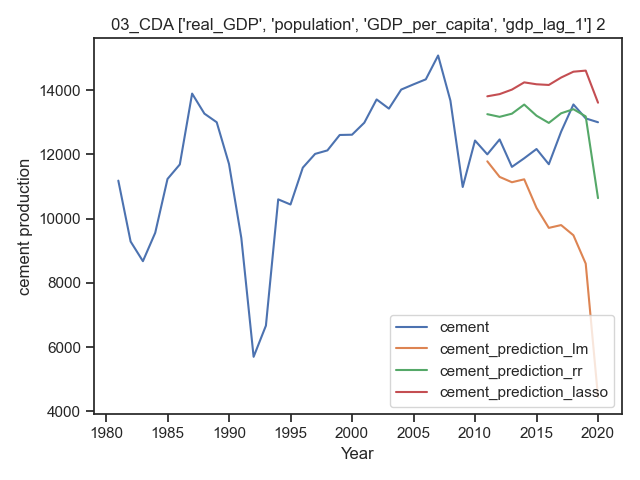 03_CDA ['real_GDP', 'population', 'GDP_per_capita', 'gdp_lag_1'] 2
cement production
14000
12000
10000
8000
6000
4000
cement
cement_prediction_lm
cement_prediction_rr
cement_prediction_lasso
1980 1985 1990 1995 2000 2005 2010 2015 2020
Year